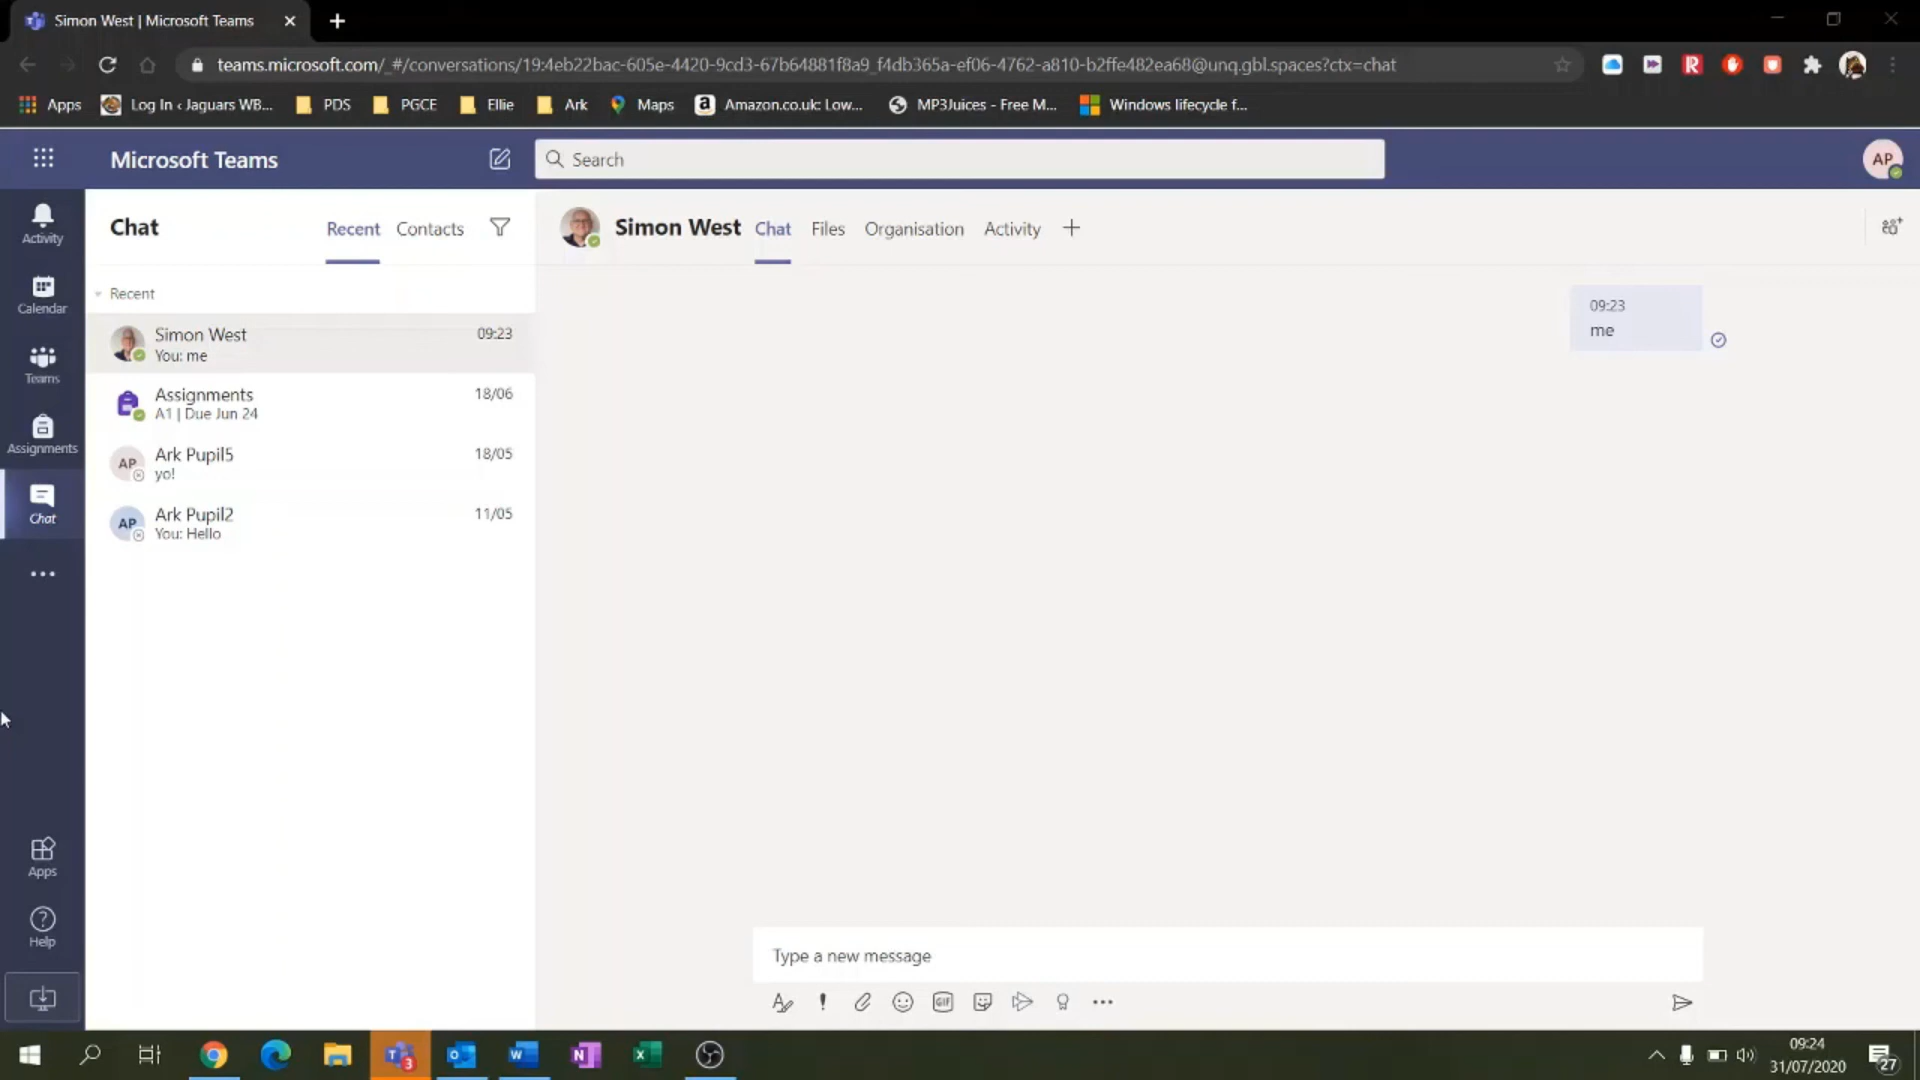 Simon West | Microsoft Teams
teams.microsoft.com/_#/conversations/19:4eb22bac-605e-4420-9cd3-67b64881f8a9_f4db365a-ef06-4762-a810-b2ffe482ea68@unq.gbl.spaces?ctx=chat
Apps
Log In ‹ Jaguars WB...
PDS
PGCE
Ellie
Ark
Maps
Amazon.co.uk: Low...
MP3Juices - Free M...
Windows lifecycle f...
Microsoft Teams
Search
AP
Activity
Calendar
Teams
Assignments
Chat
Apps
Help
Chat
Recent
Contacts
Recent
Simon West
09:23
You: me
Assignments
18/06
A1 | Due Jun 24
AP
Ark Pupil5
18/05
yo!
AP
Ark Pupil2
11/05
You: Hello
Simon West
Chat
Files
Organisation
Activity
09:23
me
Type a new message
GIF
3
09:24
31/07/2020
27